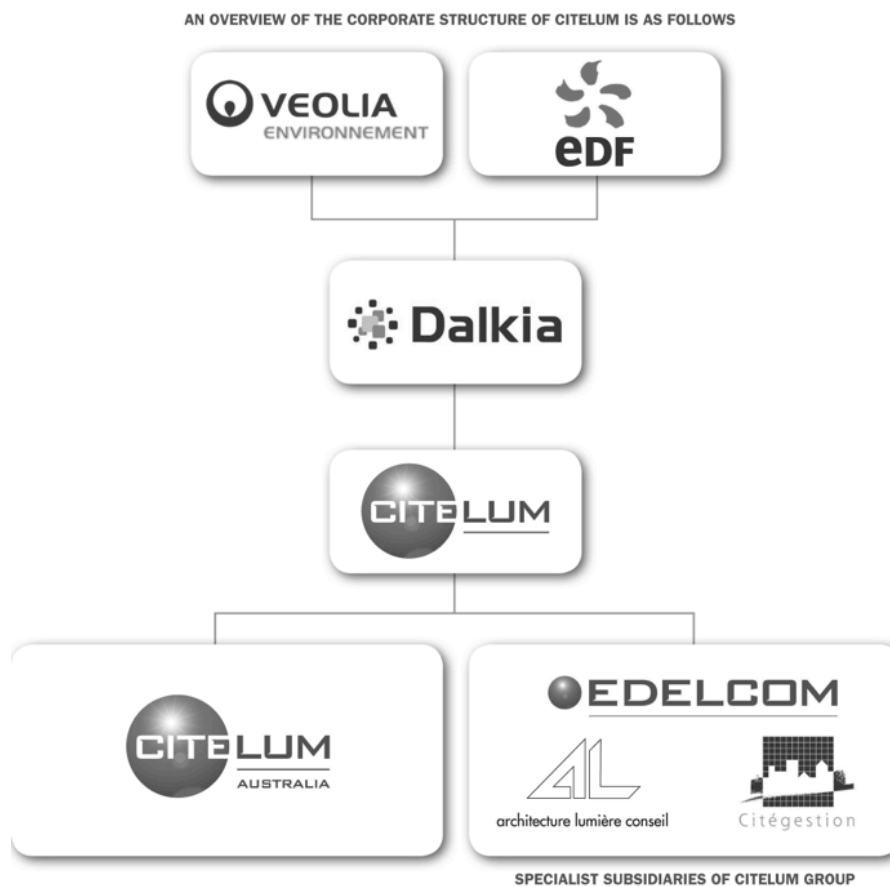 AN OVERVIEW OF THE CORPORATE STRUCTURE OF CITELUM IS AS FOLLOWS
VEOLIA
ENVIRONNEMENT
eDF
Dalkia
CITELUM
CITELUM
AUSTRALIA
EDELCOM
AL
architecture lumière conseil
Citégestion
SPECIALIST SUBSIDIARIES OF CITELUM GROUP